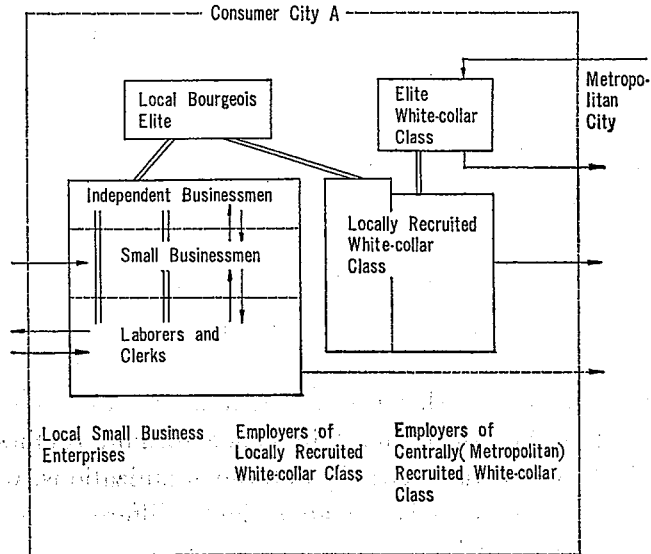 Consumer City A
Metropo-
litan
City
Local Bourgeois
Elite
Elite
White-collar
Class
Independent Businessmen
Small Businessmen
Laborers and
Clerks
Locally Recruited
White-collar
Class
Local Small Business
Enterprises
Employers of
Locally Recruited
White-collar Class
Employers of
Centrally(Metropolitan)
Recruited White-collar
Class